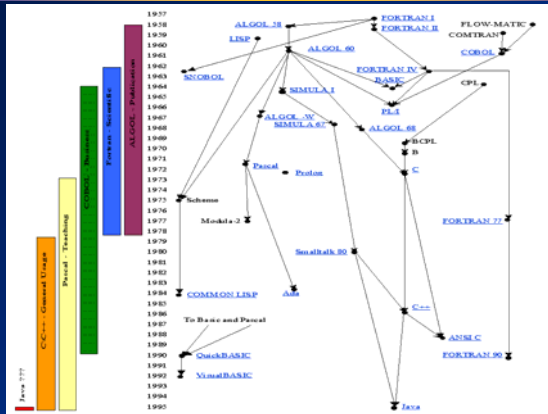 1957
1958
1959
1960
1961
1962
1963
1964
1965
1966
1967
1968
1969
1970
1971
1972
1973
1974
1975
1976
1977
1978
1979
1980
1981
1982
1983
1984
1985
1986
1987
1988
1989
1990
1991
1992
1993
1994
1995
FORTRAN I
ALGOL 58
FORTRAN II
FLOW-MATIC
COMTRAN
LISP
ALGOL 60
COBOL
SNOBOL
FORTRAN IV
BASIC
CPL
SIMULA I
PL-I
ALGOL -W
SIMULA 67
ALGOL 68
BCPL
B
Pascal
C
Prolon
Scheme
Modula-2
FORTRAN 77
Smalltalk 80
COMMON LISP
Ada
C++
To Basic and Pascal
ANSI C
QuickBASIC
FORTRAN 90
VisualBASIC
Java
Java ???
C\C++ - General Usage
Pascal - Teaching
COBOL - Business
Fortran - Scientific
ALGOL - Publication